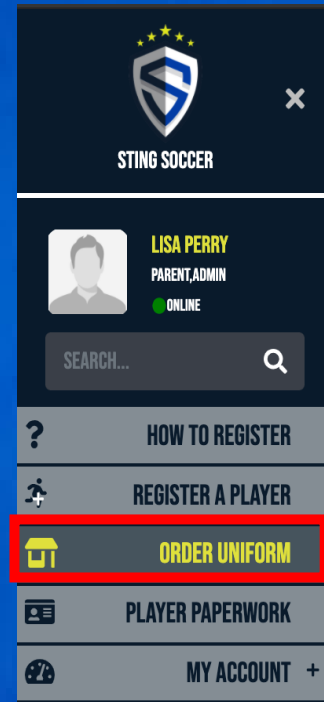 STING SOCCER
LISA PERRY
PARENT,ADMIN
ONLINE
SEARCH...
HOW TO REGISTER
REGISTER A PLAYER
ORDER UNIFORM
PLAYER PAPERWORK
MY ACCOUNT +